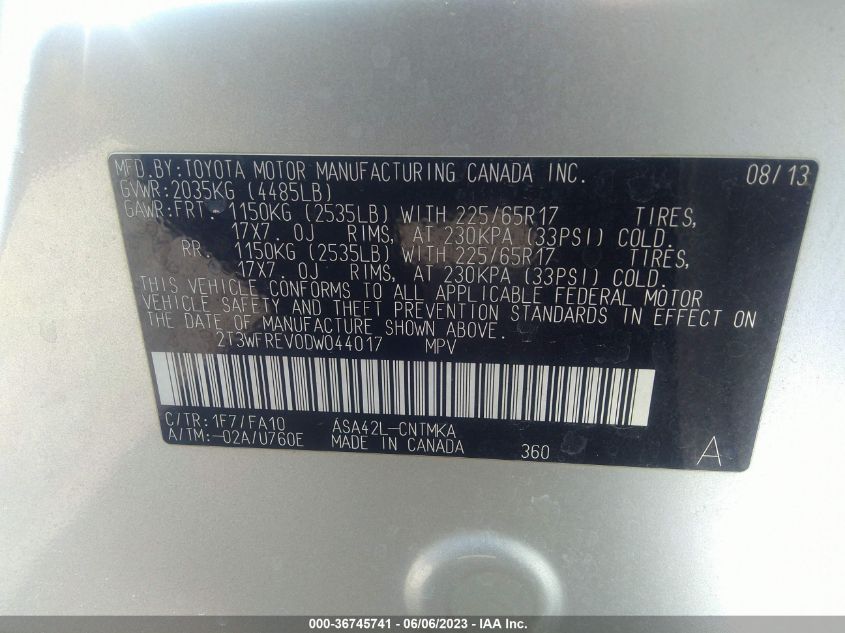 MFD.BY:TOYOTA MOTOR MANUFACTURING CANADA INC. 08/13
GVWR:2035KG (4485LB)
GAWR:FRT - 1150KG (2535LB) WITH 225/65R17 TIRES,
17X7.0J RIMS, AT 230KPA (33PSI) COLD.
RR. 1150KG (2535LB) WITH 225/65R17 TIRES,
17X7.0J RIMS, AT 230KPA (33PSI) COLD.
THIS VEHICLE CONFORMS TO ALL APPLICABLE FEDERAL MOTOR
VEHICLE SAFETY AND THEFT PREVENTION STANDARDS IN EFFECT ON
THE DATE OF MANUFACTURE SHOWN ABOVE.
2T3WFREV0DW044017 MPV
C/TR:1F7/FA10 ASA42L-CNTMKA
A/TM:-02A/U760E MADE IN CANADA 360 A
000-36745741 - 06/06/2023 - IAA Inc.